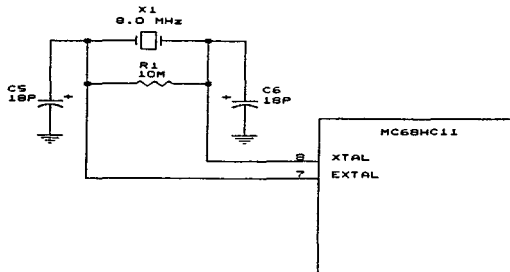 X1
8.0 MHz
R1
10M
C5
18P
+
+
C6
18P
MC68HC11
8 XTAL
7 EXTAL